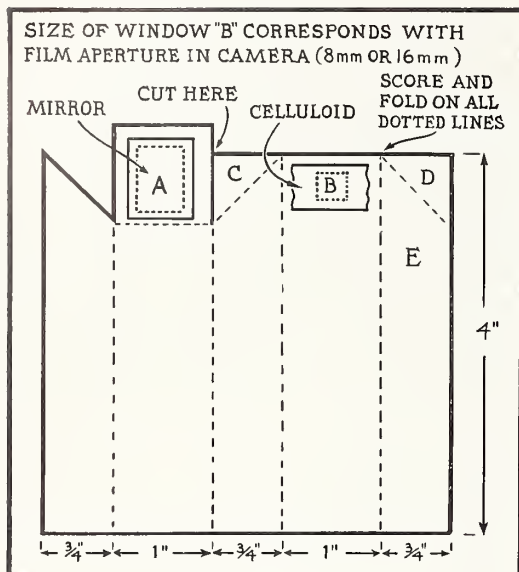 SIZE OF WINDOW "B" CORRESPONDS WITH
FILM APERTURE IN CAMERA (8mm OR 16mm)
MIRROR
CUT HERE
CELLULOID
SCORE AND
FOLD ON ALL
DOTTED LINES
A
C
B
D
E
4"
3/4"
1"
3/4"
1"
3/4"